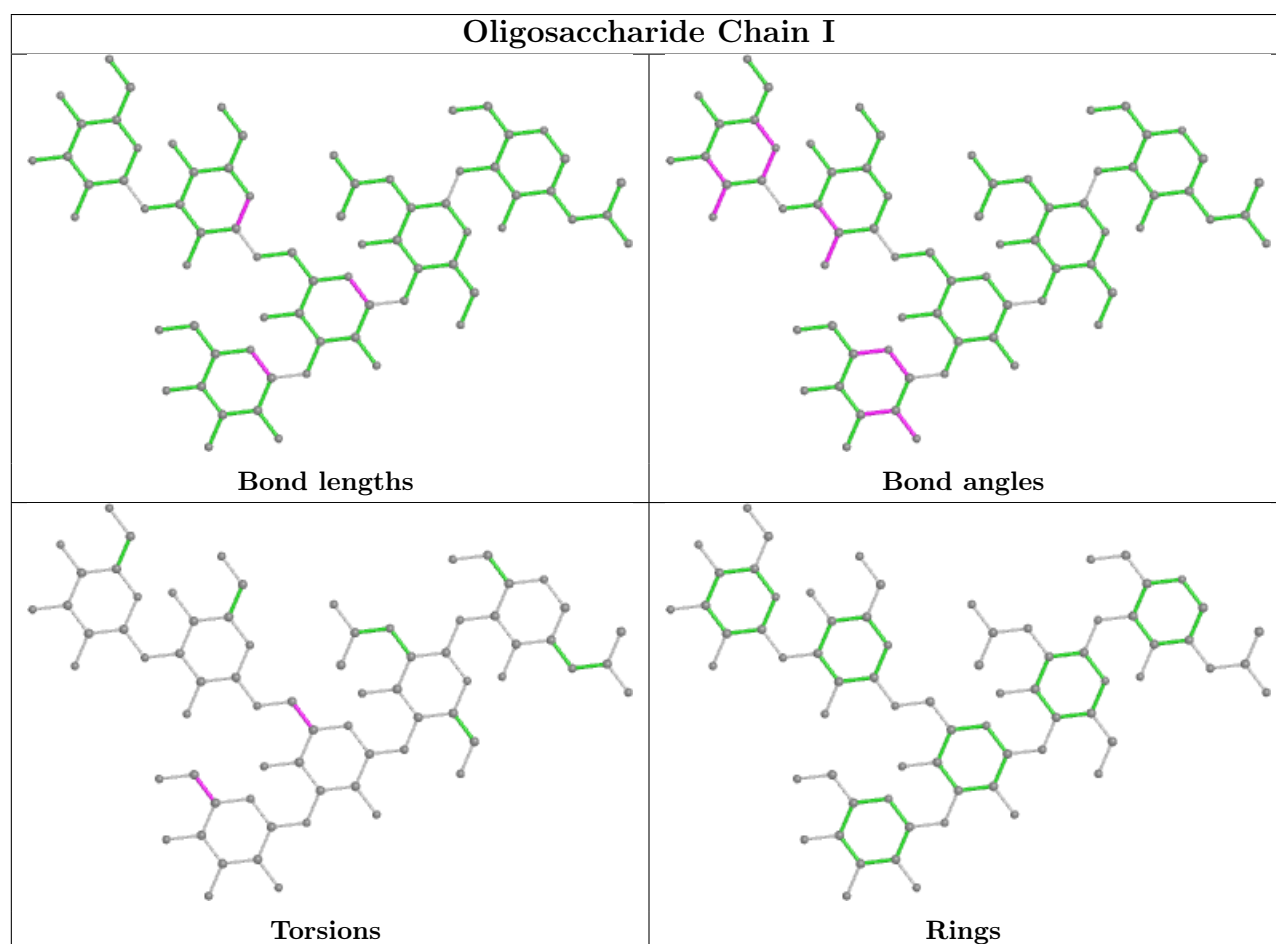 Oligosaccharide Chain I
Bond lengths
Bond angles
Torsions
Rings